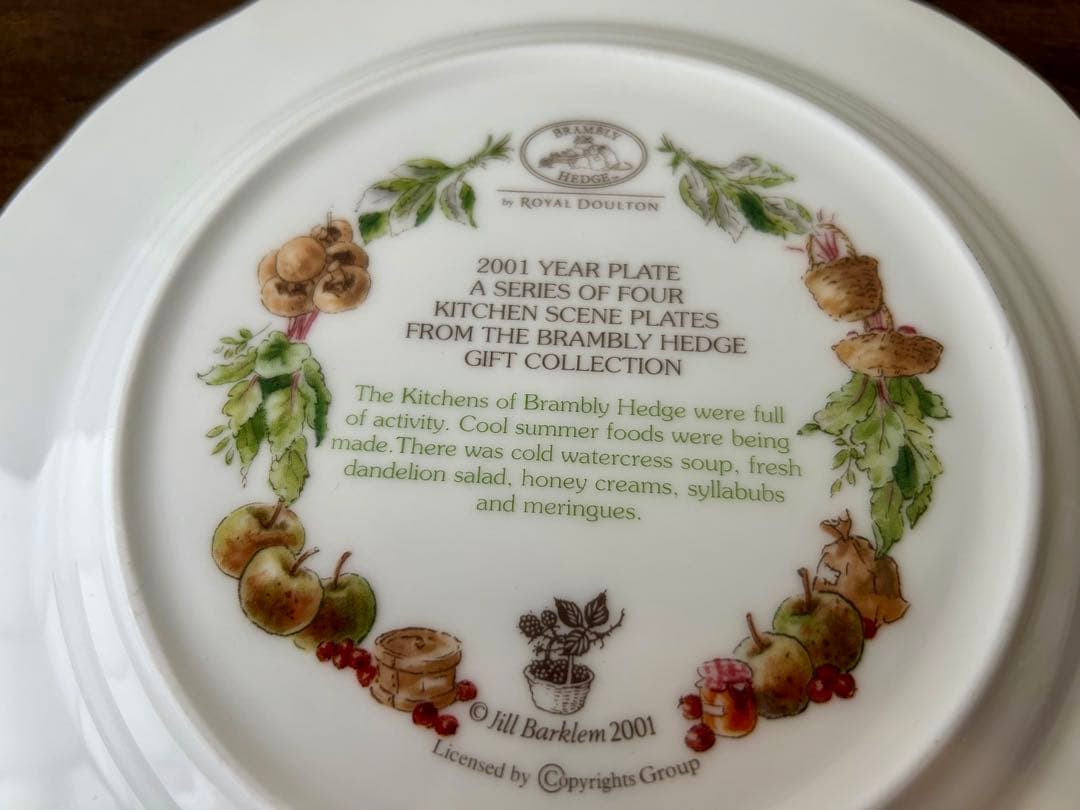 BRAMBLY
HEDGE™
by ROYAL DOULTON
2001 YEAR PLATE
A SERIES OF FOUR
KITCHEN SCENE PLATES
FROM THE BRAMBLY HEDGE
GIFT COLLECTION
The Kitchens of Brambly Hedge were full
of activity. Cool summer foods were being
made. There was cold watercress soup, fresh
dandelion salad, honey creams, syllabubs
and meringues.
© Jill Barklem 2001
Licensed by ©opyrights Group